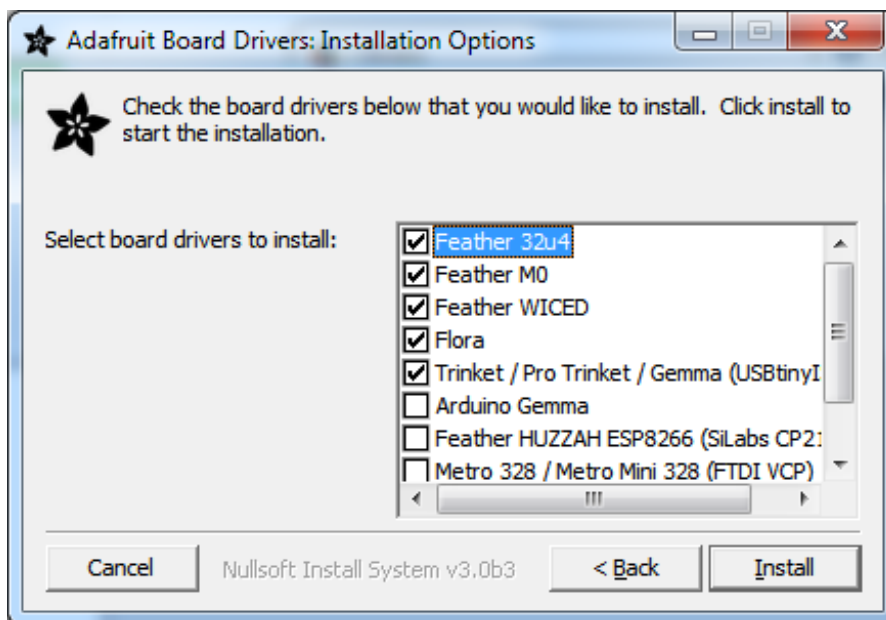 Adafruit Board Drivers: Installation Options
Check the board drivers below that you would like to install. Click install to
start the installation.
Select board drivers to install:
Feather 32u4
Feather M0
Feather WICED
Flora
Trinket / Pro Trinket / Gemma (USBtinyI
Arduino Gemma
Feather HUZZAH ESP8266 (SiLabs CP21
Metro 328 / Metro Mini 328 (FTDI VCP)
Cancel
Nullsoft Install System v3.0b3
< Back
Install